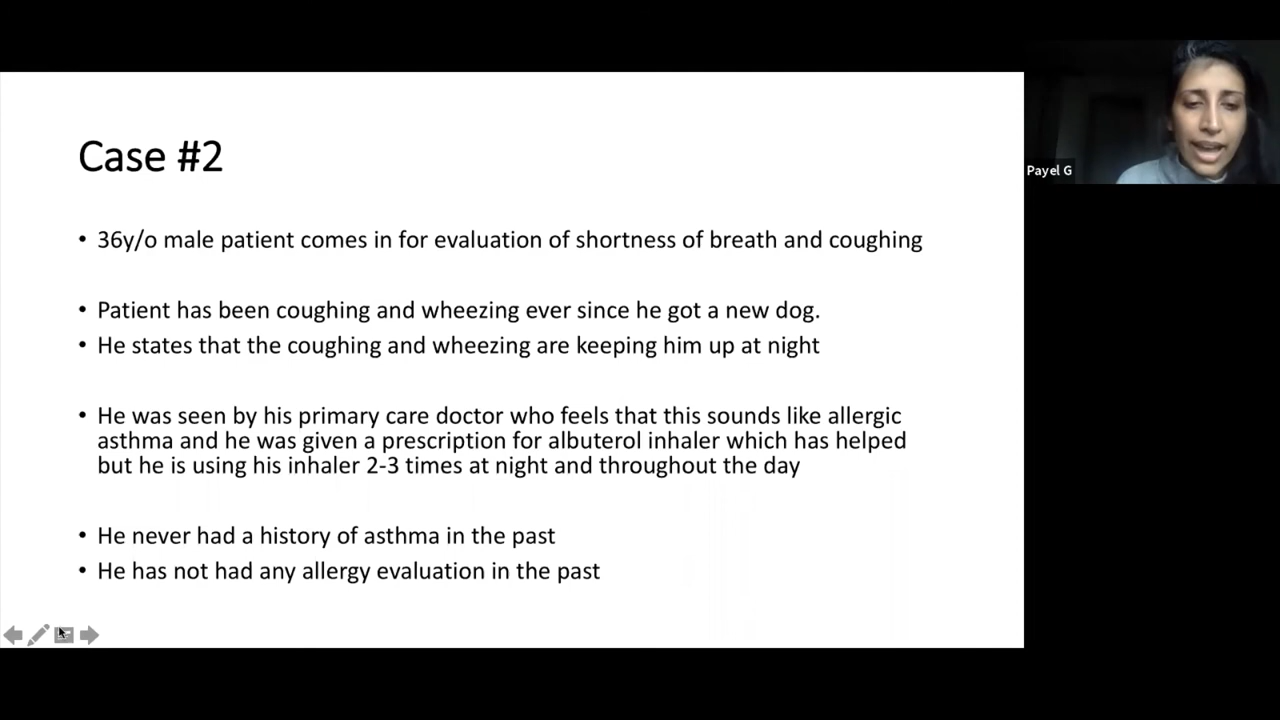 Case #2
• 36y/o male patient comes in for evaluation of shortness of breath and coughing
• Patient has been coughing and wheezing ever since he got a new dog.
• He states that the coughing and wheezing are keeping him up at night
• He was seen by his primary care doctor who feels that this sounds like allergic
asthma and he was given a prescription for albuterol inhaler which has helped
but he is using his inhaler 2-3 times at night and throughout the day
• He never had a history of asthma in the past
• He has not had any allergy evaluation in the past
Payel G